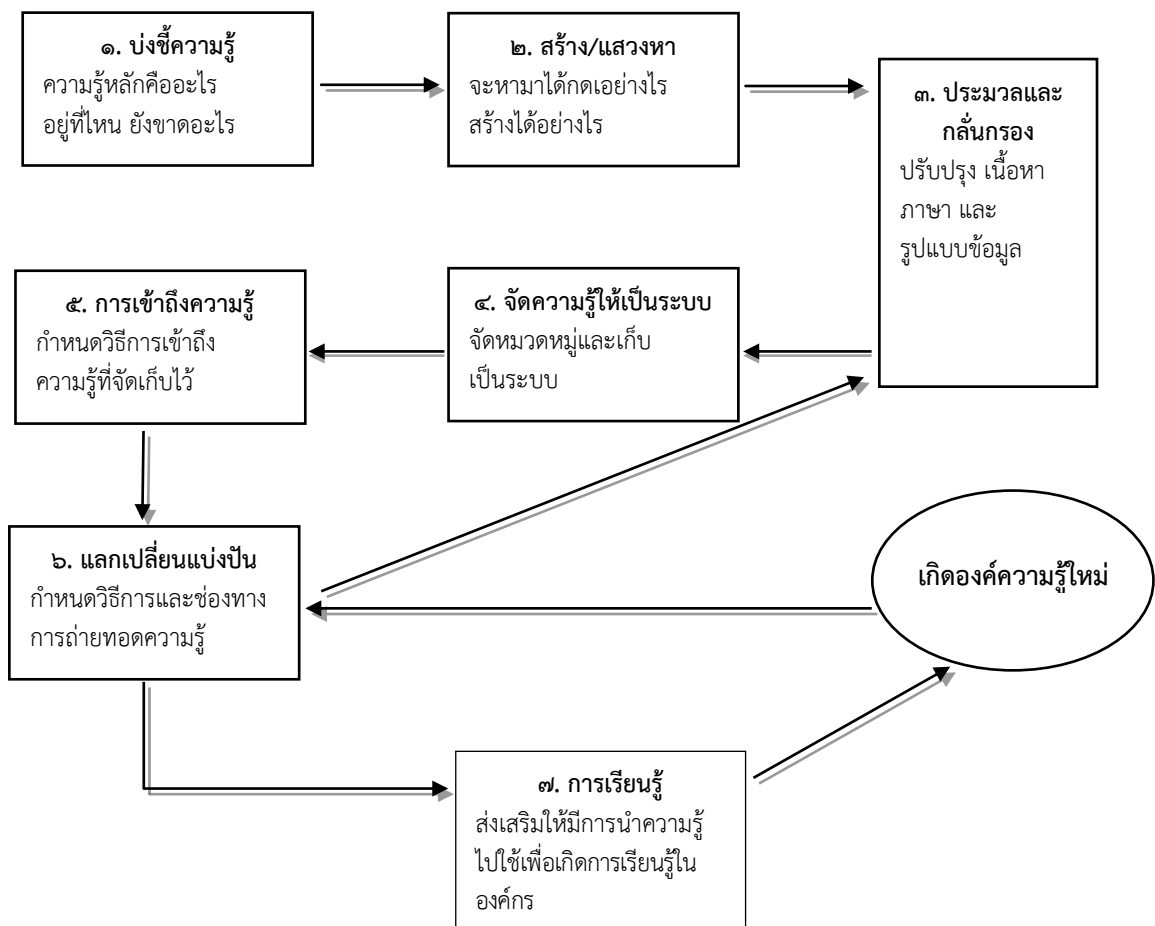 ๑. บ่งชี้ความรู้
ความรู้หลักคืออะไร
อยู่ที่ไหน ยังขาดอะไร
๒. สร้าง/แสวงหา
จะหามาได้กดเอย่างไร
สร้างได้อย่างไร
๓. ประมวลและ
กลั่นกรอง
ปรับปรุง เนื้อหา
ภาษา และ
รูปแบบข้อมูล
๔. จัดความรู้ให้เป็นระบบ
จัดหมวดหมู่และเก็บ
เป็นระบบ
๕. การเข้าถึงความรู้
กำหนดวิธีการเข้าถึง
ความรู้ที่จัดเก็บไว้
๖. แลกเปลี่ยนแบ่งปัน
กำหนดวิธีการและช่องทาง
การถ่ายทอดความรู้
๗. การเรียนรู้
ส่งเสริมให้มีการนำความรู้
ไปใช้เพื่อเกิดการเรียนรู้ใน
องค์กร
เกิดองค์ความรู้ใหม่